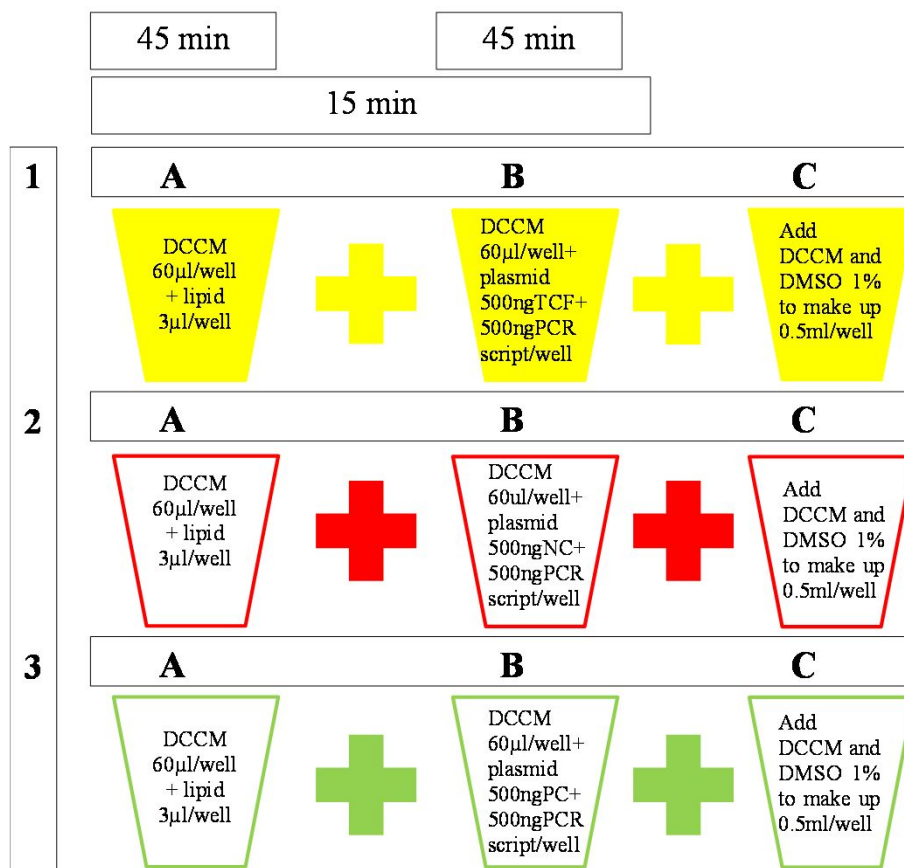 45 min 45 min
15 min
1 A B C
DCCM
60µl/well
+ lipid
3µl/well
DCCM
60µl/well+
plasmid
500ngTCF+
500ngPCR
script/well
Add
DCCM and
DMSO 1%
to make up
0.5ml/well
2 A B C
DCCM
60µl/well
+ lipid
3µl/well
DCCM
60ul/well+
plasmid
500ngNC+
500ngPCR
script/well
Add
DCCM and
DMSO 1%
to make up
0.5ml/well
3 A B C
DCCM
60µl/well
+ lipid
3µl/well
DCCM
60µl/well+
plasmid
500ngPC+
500ngPCR
script/well
Add
DCCM and
DMSO 1%
to make up
0.5ml/well